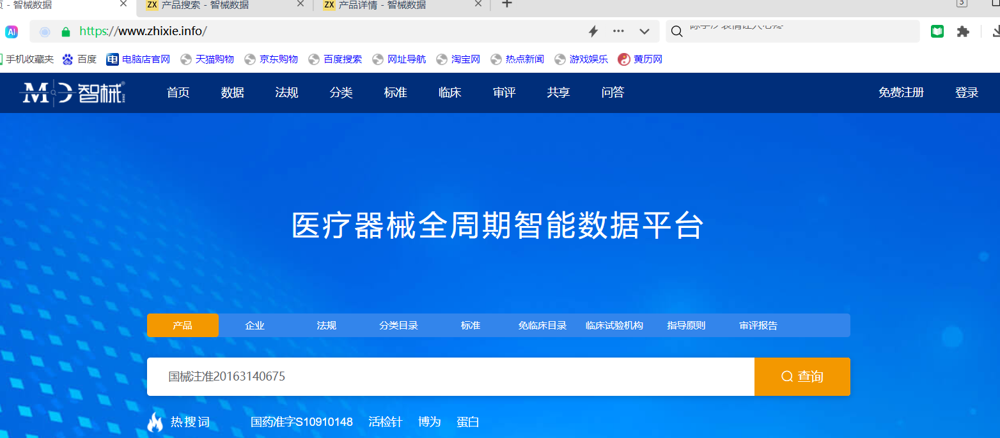 页 - 智械数据 ZX 产品搜索 - 智械数据 ZX 产品详情 - 智械数据 3
AI https://www.zhixie.info/
手机收藏夹 百度 电 电脑店官网 天猫购物 京东购物 百度搜索 网址导航 淘宝网 热点新闻 游戏娱乐 黄历网
MD 智械® 首页 数据 法规 分类 标准 临床 审评 共享 问答 免费注册 登录
医疗器械全周期智能数据平台
产品 企业 法规 分类目录 标准 免临床目录 临床试验机构 指导原则 审评报告
国械注准20163140675 查询
热搜词 国药准字S10910148 活检针 博为 蛋白